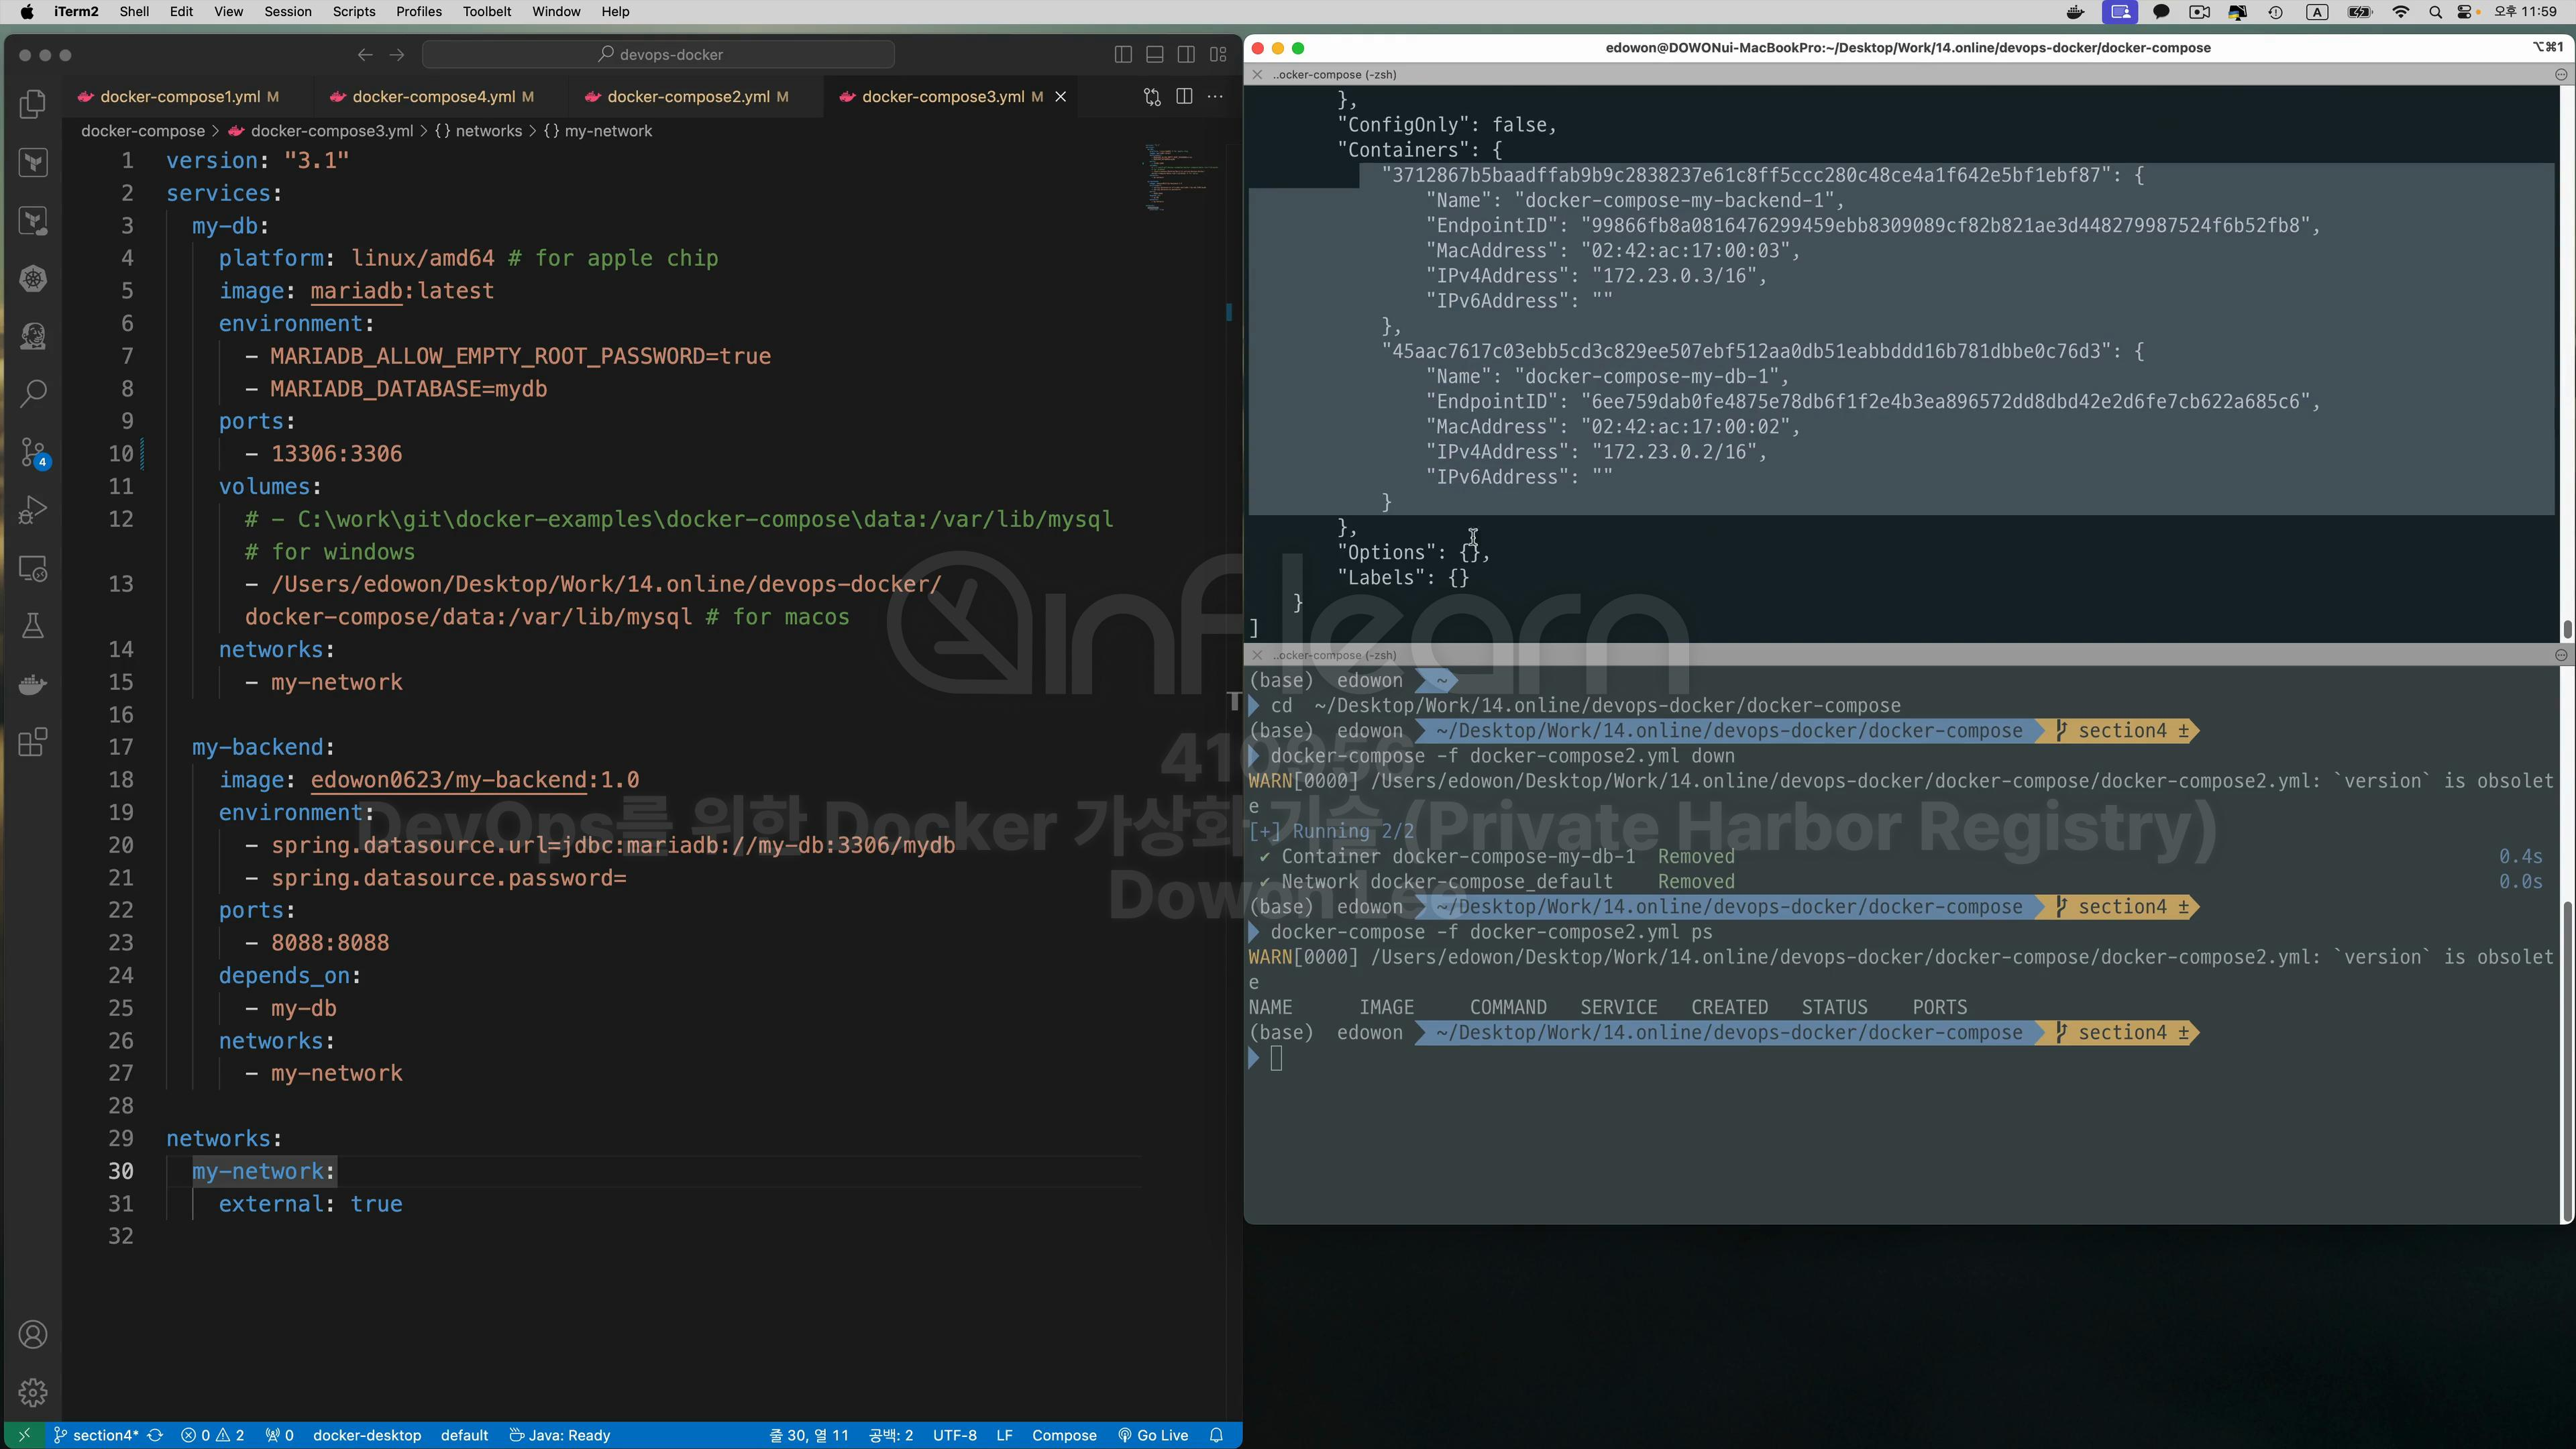 iTerm2 Shell Edit View Session Scripts Profiles Toolbelt Window Help
A 오후 11:59
devops-docker
docker-compose1.yml M docker-compose4.yml M docker-compose2.yml M docker-compose3.yml M
docker-compose > docker-compose3.yml > {} networks > {} my-network
1 version: "3.1"
2 services:
3 my-db:
4 platform: linux/amd64 # for apple chip
5 image: mariadb:latest
6 environment:
7 - MARIADB_ALLOW_EMPTY_ROOT_PASSWORD=true
8 - MARIADB_DATABASE=mydb
9 ports:
10 - 13306:3306
11 volumes:
12 # - C:\work\git\docker-examples\docker-compose\data:/var/lib/mysql
# for windows
13 - /Users/edowon/Desktop/Work/14.online/devops-docker/
docker-compose/data:/var/lib/mysql # for macos
14 networks:
15 - my-network
16
17 my-backend:
18 image: edowon0623/my-backend:1.0
19 environment:
20 - spring.datasource.url=jdbc:mariadb://my-db:3306/mydb
21 - spring.datasource.password=
22 ports:
23 - 8088:8088
24 depends_on:
25 - my-db
26 networks:
27 - my-network
28
29 networks:
30 my-network:
31 external: true
32
4
section4* 0 2 0 docker-desktop default Java: Ready 줄 30, 열 11 공백: 2 UTF-8 LF Compose Go Live
edowon@DOWONui-MacBookPro:~/Desktop/Work/14.online/devops-docker/docker-compose ⌥⌘1
..ocker-compose (-zsh)
},
"ConfigOnly": false,
"Containers": {
"3712867b5baadffab9b9c2838237e61c8ff5ccc280c48ce4a1f642e5bf1ebf87": {
"Name": "docker-compose-my-backend-1",
"EndpointID": "99866fb8a0816476299459ebb8309089cf82b821ae3d448279987524f6b52fb8",
"MacAddress": "02:42:ac:17:00:03",
"IPv4Address": "172.23.0.3/16",
"IPv6Address": ""
},
"45aac7617c03ebb5cd3c829ee507ebf512aa0db51eabbddd16b781dbbe0c76d3": {
"Name": "docker-compose-my-db-1",
"EndpointID": "6ee759dab0fe4875e78db6f1f2e4b3ea896572dd8dbd42e2d6fe7cb622a685c6",
"MacAddress": "02:42:ac:17:00:02",
"IPv4Address": "172.23.0.2/16",
"IPv6Address": ""
}
},
"Options": {},
"Labels": {}
}
]
..ocker-compose (-zsh)
(base) edowon ~
cd ~/Desktop/Work/14.online/devops-docker/docker-compose
(base) edowon ~/Desktop/Work/14.online/devops-docker/docker-compose section4 ±
docker-compose -f docker-compose2.yml down
WARN[0000] /Users/edowon/Desktop/Work/14.online/devops-docker/docker-compose/docker-compose2.yml: `version` is obsolet
e
[+] Running 2/2
✔ Container docker-compose-my-db-1 Removed 0.4s
✔ Network docker-compose_default Removed 0.0s
(base) edowon ~/Desktop/Work/14.online/devops-docker/docker-compose section4 ±
docker-compose -f docker-compose2.yml ps
WARN[0000] /Users/edowon/Desktop/Work/14.online/devops-docker/docker-compose/docker-compose2.yml: `version` is obsolet
e
NAME IMAGE COMMAND SERVICE CREATED STATUS PORTS
(base) edowon ~/Desktop/Work/14.online/devops-docker/docker-compose section4 ±
inflearn
410956
DevOps를 위한 Docker 가상화 기술 (Private Harbor Registry)
Dowon Lee